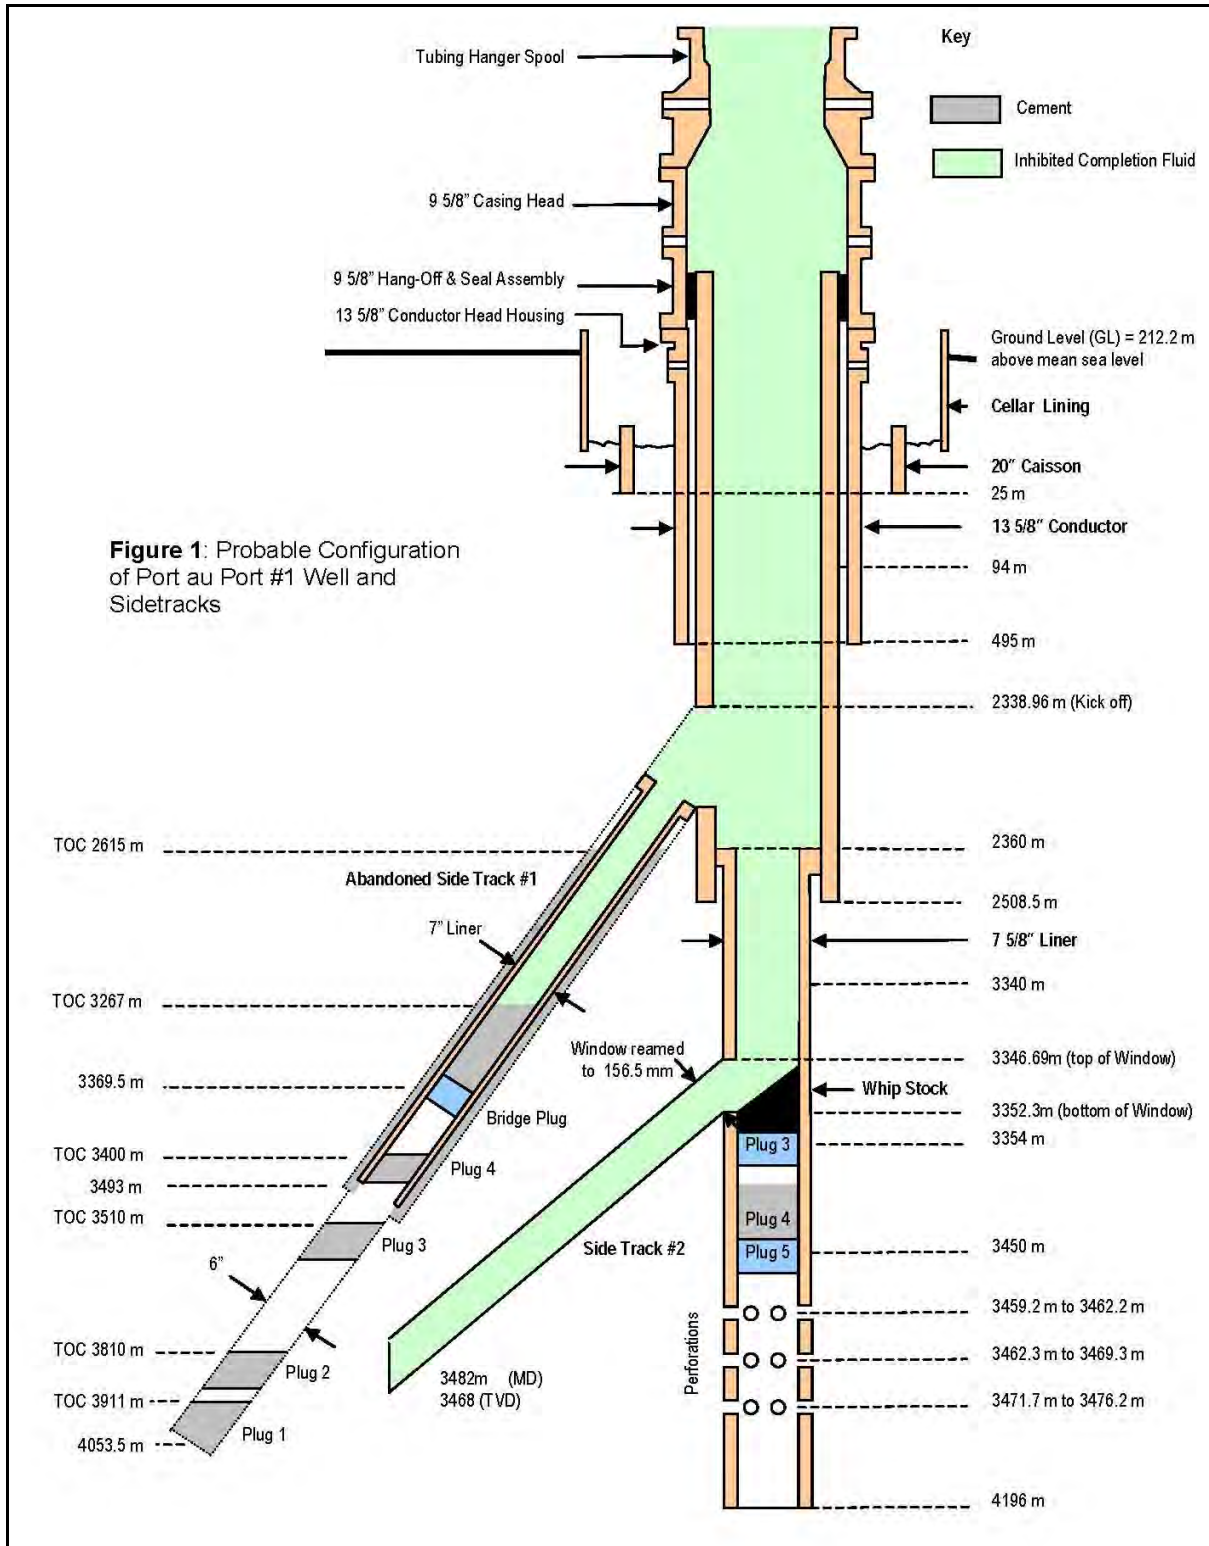 Key
Tubing Hanger Spool
Cement
Inhibited Completion Fluid
9 5/8" Casing Head
9 5/8" Hang-Off & Seal Assembly
13 5/8" Conductor Head Housing
Ground Level (GL) = 212.2 m
above mean sea level
Cellar Lining
20" Caisson
25 m
13 5/8" Conductor
Figure 1: Probable Configuration
of Port au Port #1 Well and
Sidetracks
94 m
495 m
2338.96 m (Kick off)
TOC 2615 m
2360 m
Abandoned Side Track #1
2508.5 m
7" Liner
7 5/8" Liner
3340 m
TOC 3267 m
Window reamed
to 156.5 mm
3346.69m (top of Window)
3369.5 m
Whip Stock
Bridge Plug
3352.3m (bottom of Window)
Plug 3
3354 m
TOC 3400 m
Plug 4
3493 m
TOC 3510 m
Plug 4
Plug 3
Side Track #2
Plug 5
3450 m
6"
3459.2 m to 3462.2 m
Perforations
TOC 3810 m
3462.3 m to 3469.3 m
Plug 2
3482m (MD)
3468 (TVD)
TOC 3911 m
3471.7 m to 3476.2 m
Plug 1
4053.5 m
4196 m